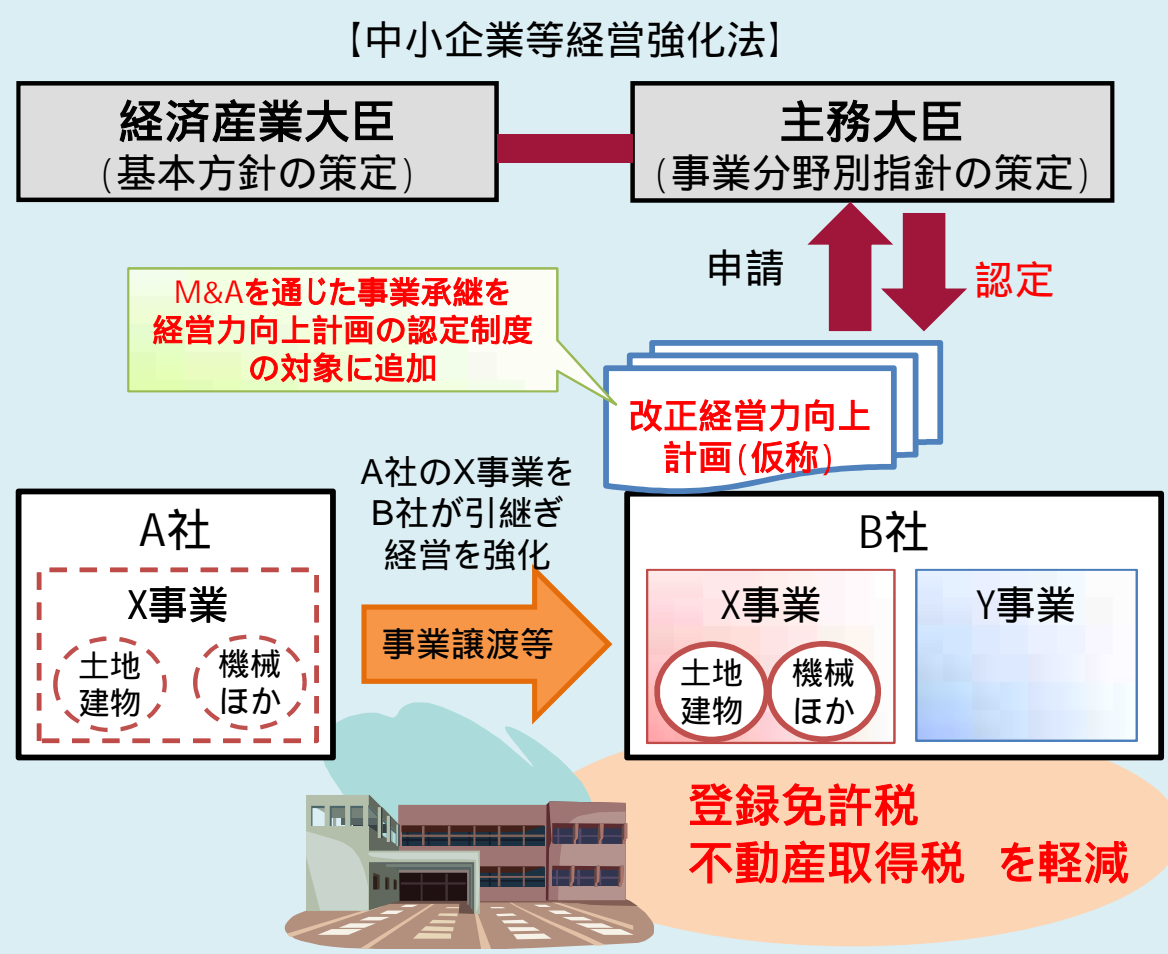 【中小企業等経営強化法】
経済産業大臣
(基本方針の策定)
主務大臣
(事業分野別指針の策定)
申請
認定
M&Aを通じた事業承継を
経営力向上計画の認定制度
の対象に追加
改正経営力向上
計画(仮称)
A社のX事業を
B社が引継ぎ
経営を強化
A社
X事業
土地
建物
機械
ほか
事業譲渡等
B社
X事業
土地
建物
機械
ほか
Y事業
登録免許税
不動産取得税 を軽減